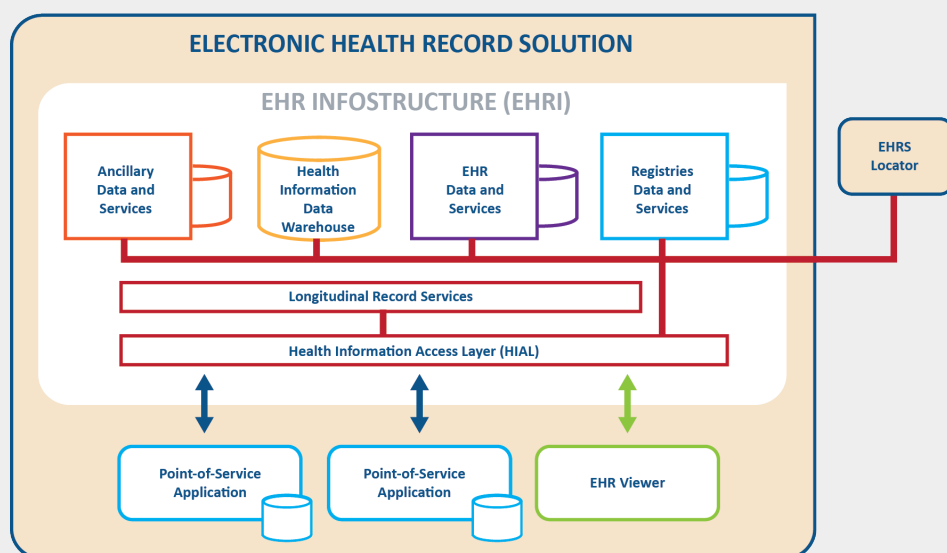 ELECTRONIC HEALTH RECORD SOLUTION
EHR INFOSTRUCTURE (EHRI)
Ancillary
Data and
Services
Health
Information
Data
Warehouse
EHR
Data and
Services
Registries
Data and
Services
EHRS
Locator
Longitudinal Record Services
Health Information Access Layer (HIAL)
Point-of-Service
Application
Point-of-Service
Application
EHR Viewer